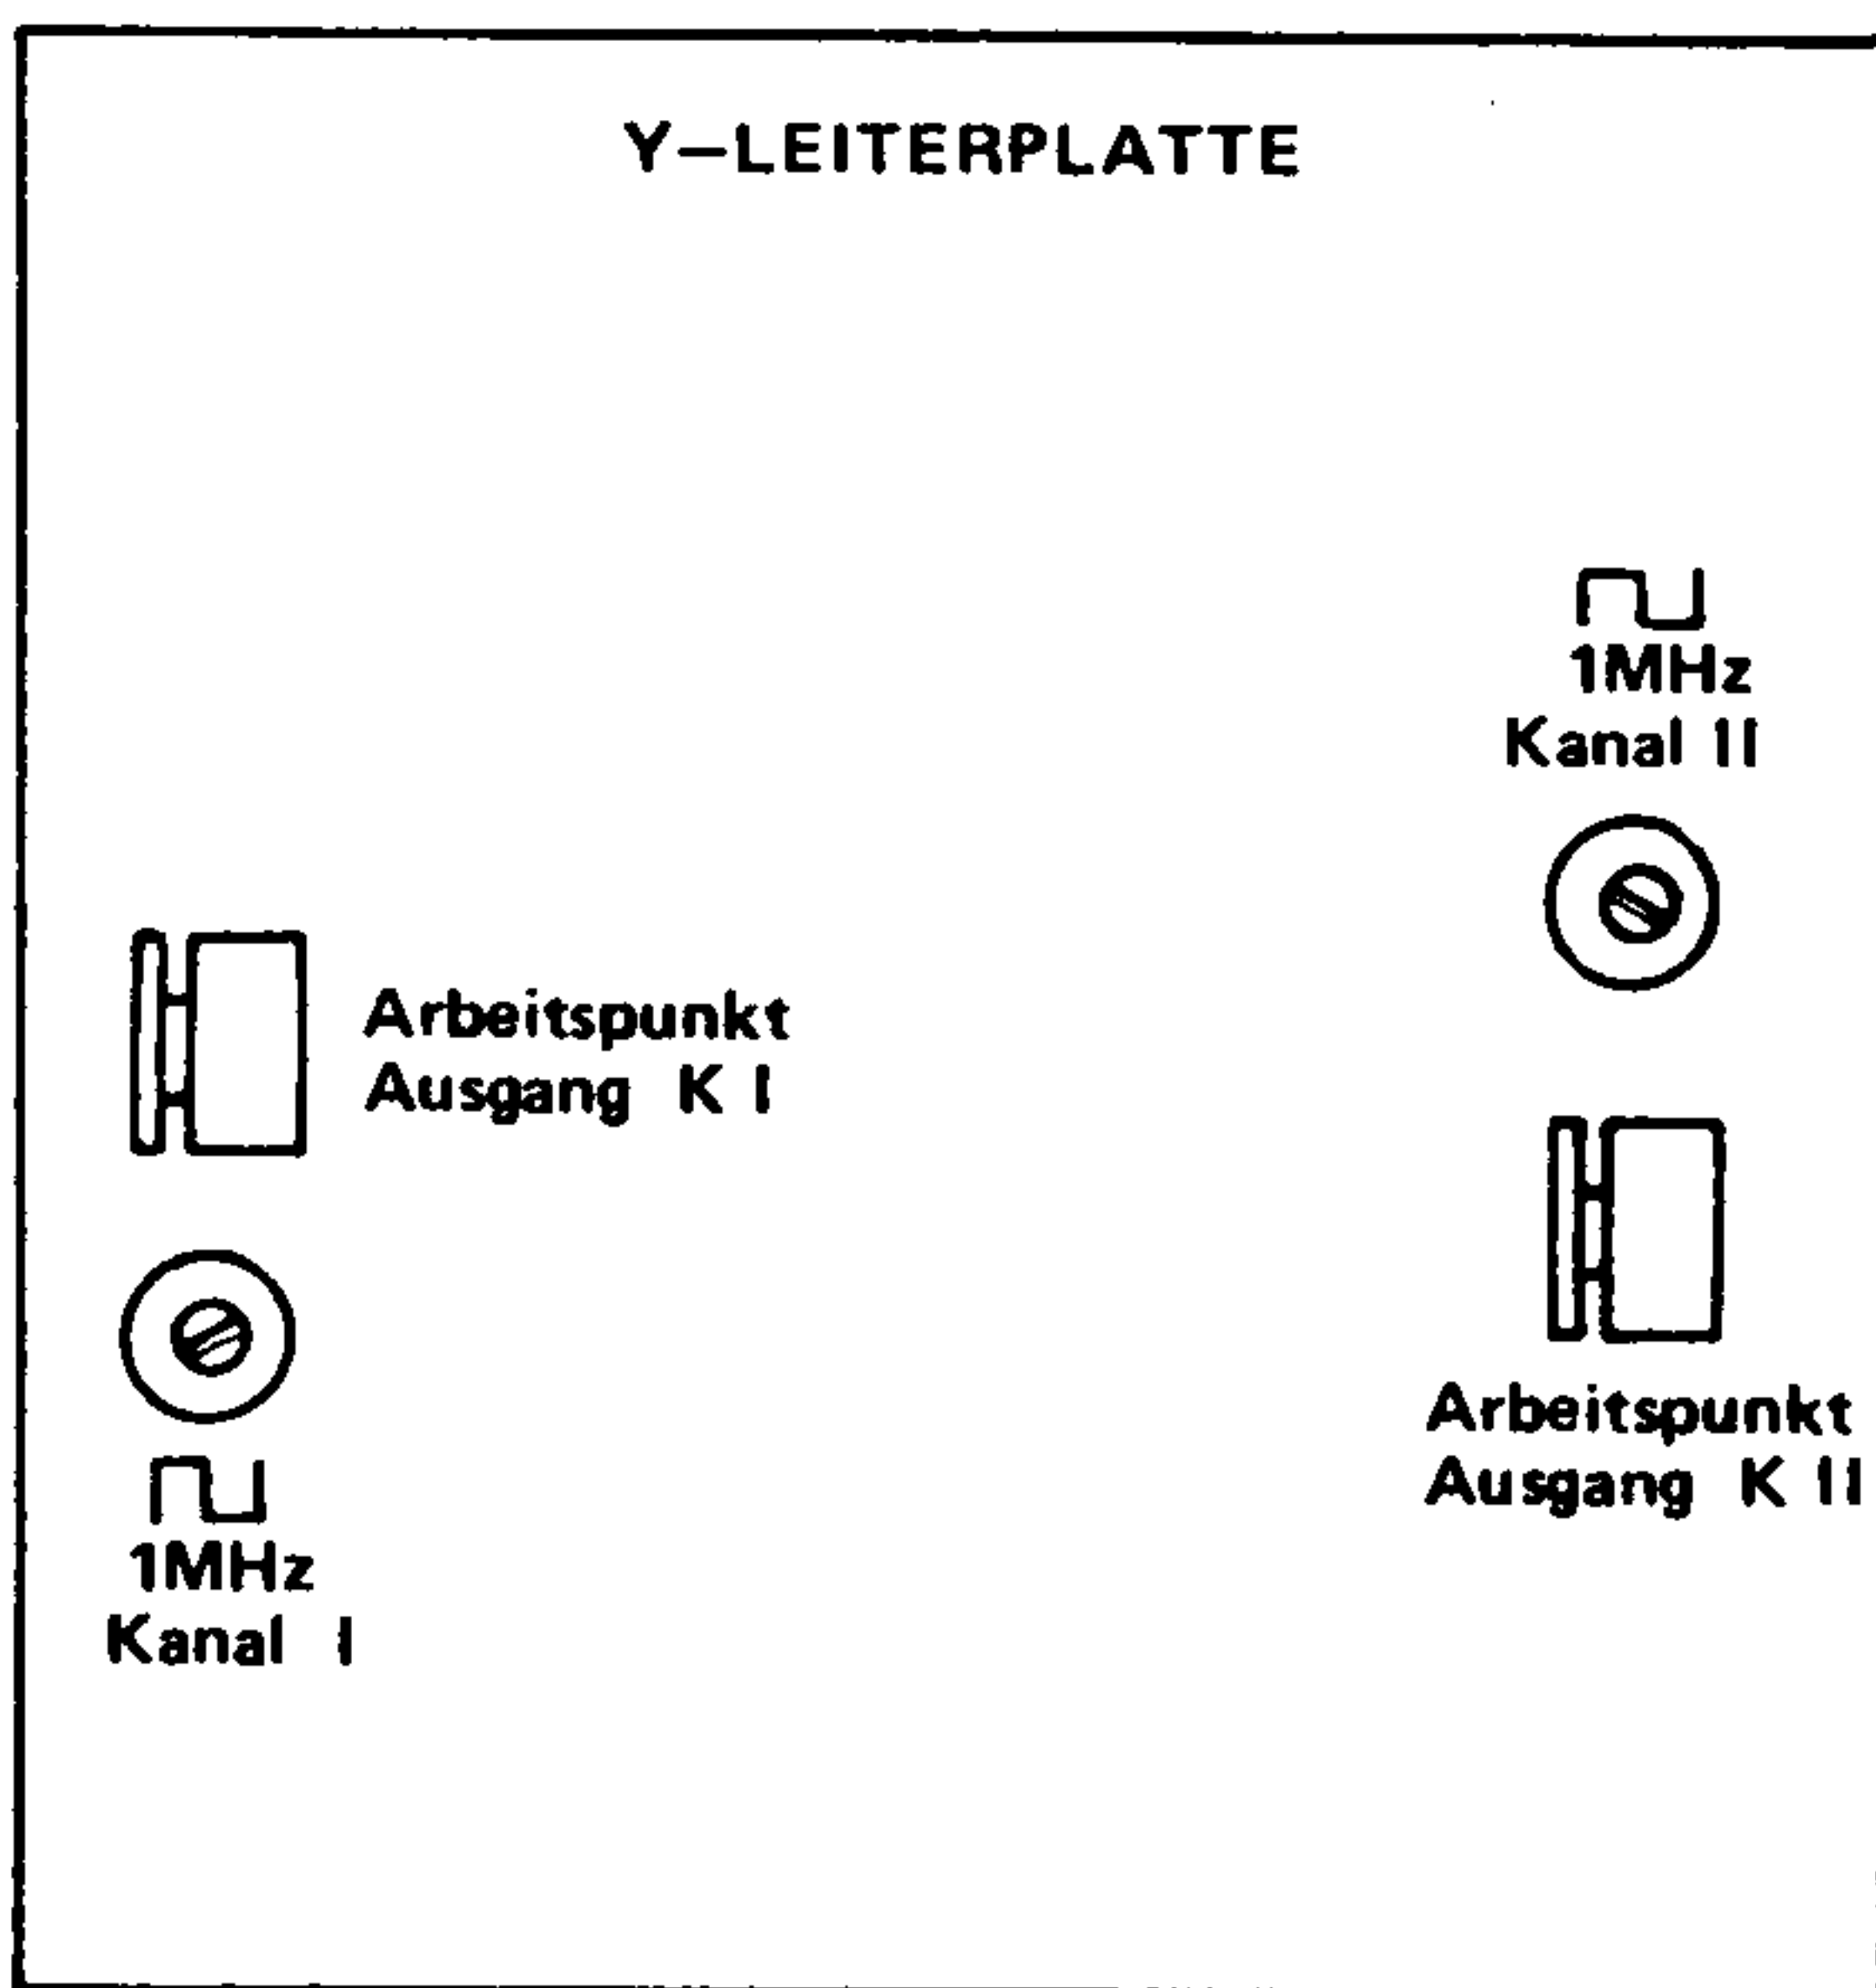 Y–LEITERPLATTE
1MHz
Kanal II
Arbeitspunkt
Ausgang K I
Arbeitspunkt
Ausgang K II
1MHz
Kanal I